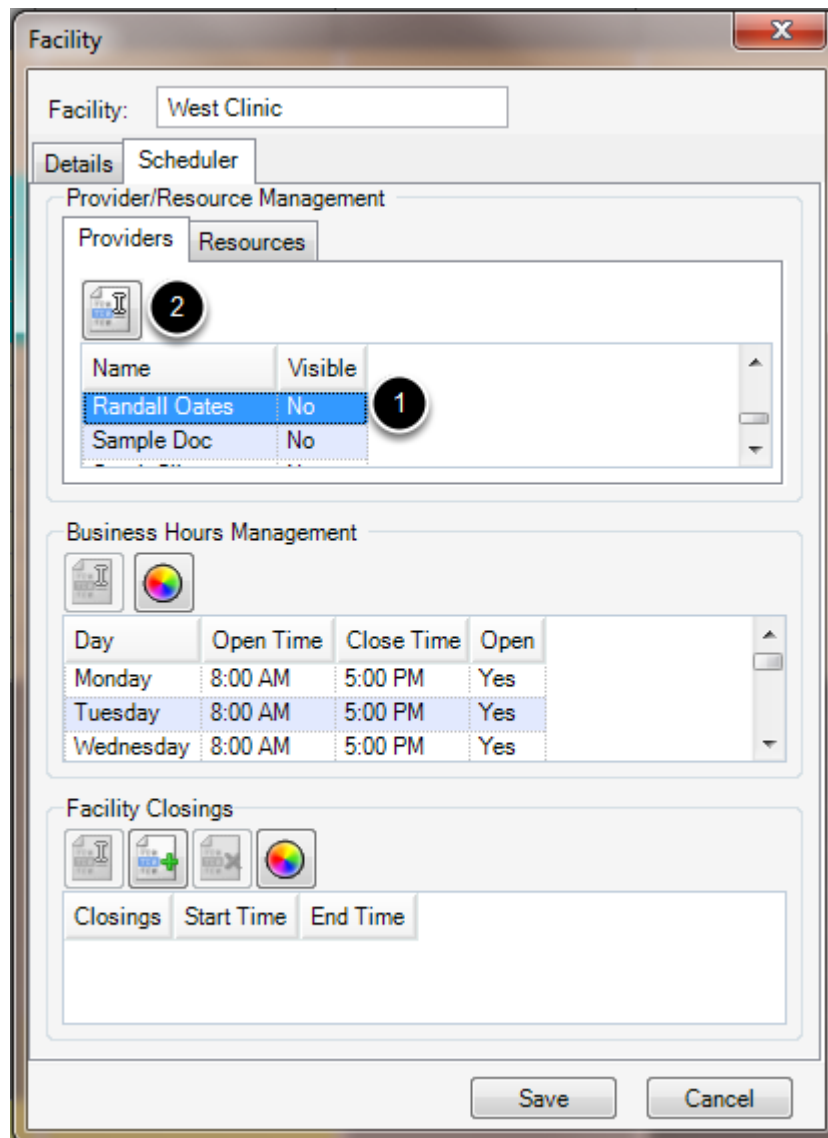 Facility
Facility: West Clinic
Details Scheduler
Provider/Resource Management
Providers Resources
2
Name Visible
Randall Oates No
1
Sample Doc No
Business Hours Management
Day Open Time Close Time Open
Monday 8:00 AM 5:00 PM Yes
Tuesday 8:00 AM 5:00 PM Yes
Wednesday 8:00 AM 5:00 PM Yes
Facility Closings
Closings Start Time End Time
Save Cancel